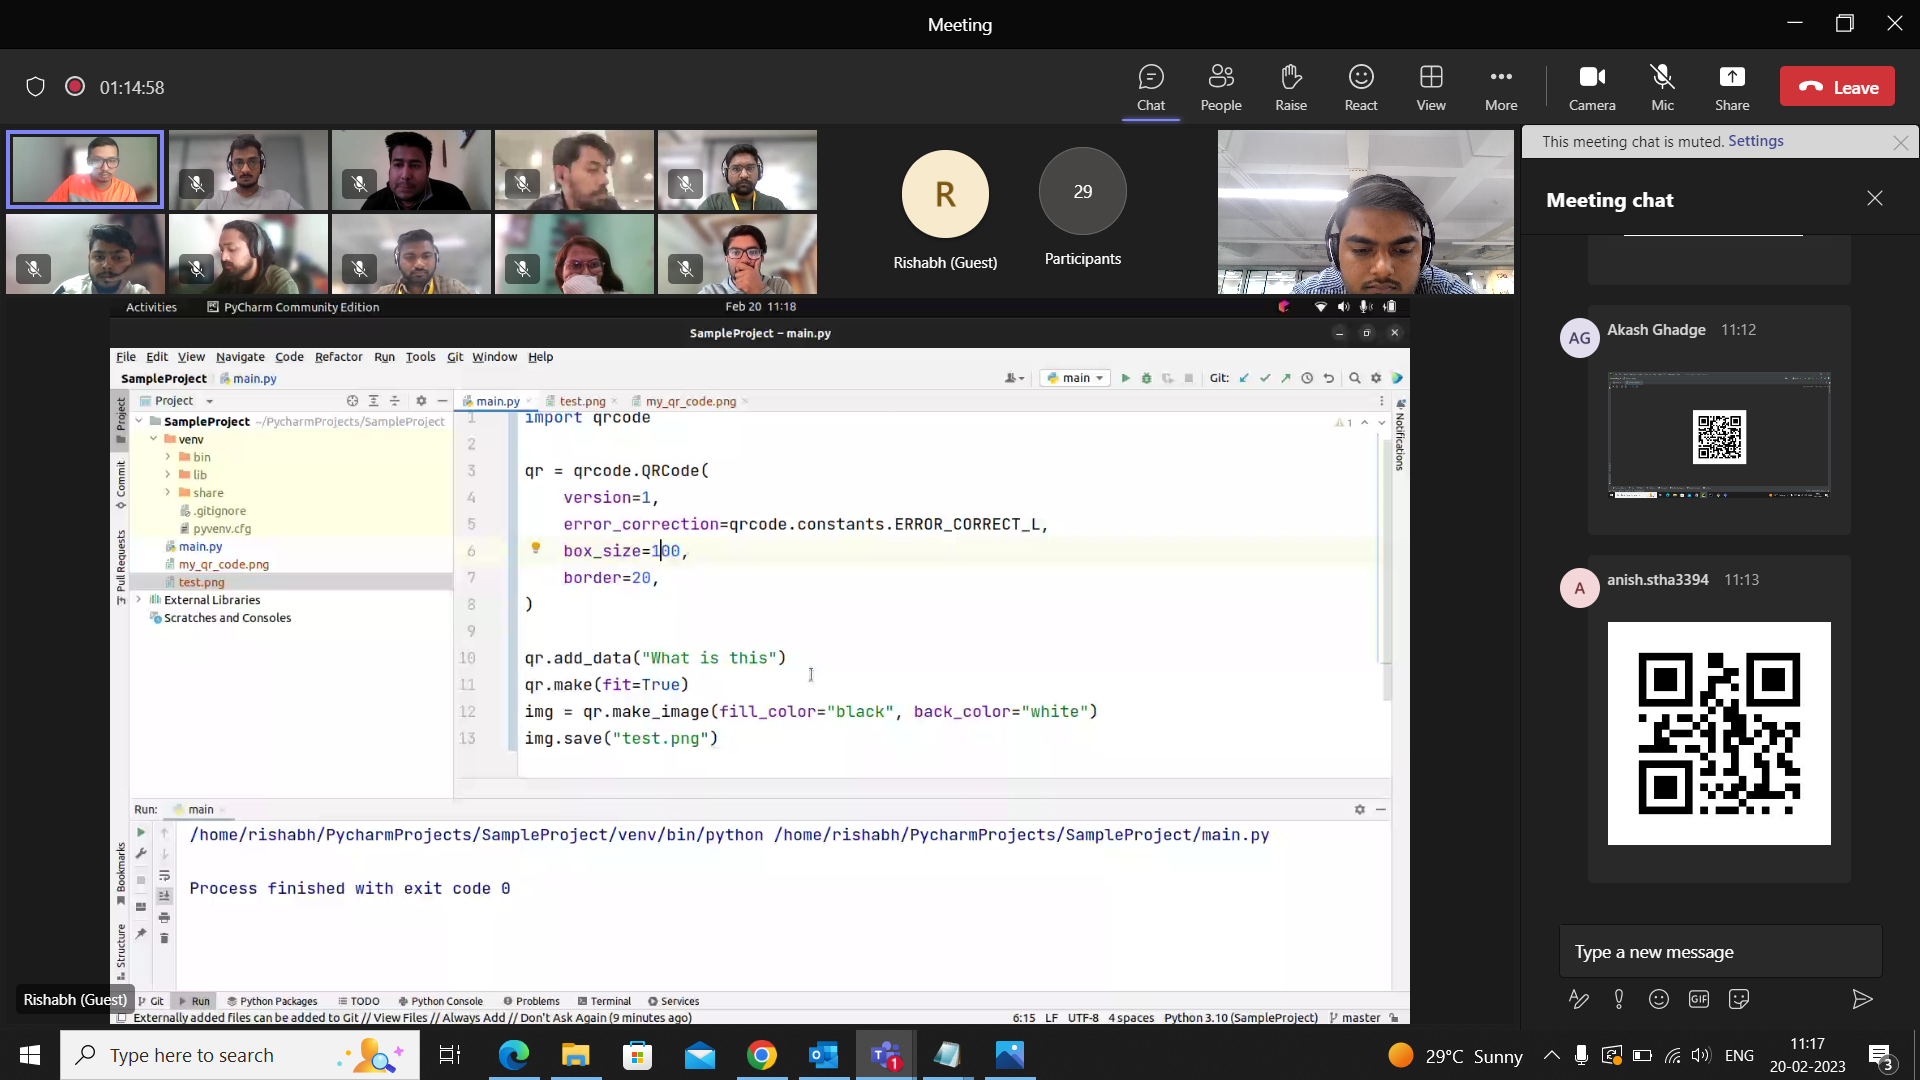 Meeting
01:14:58
Chat
People
Raise
React
View
More
Camera
Mic
Share
Leave
R
Rishabh (Guest)
29
Participants
This meeting chat is muted. Settings
Meeting chat
AG
Akash Ghadge 11:12
A
anish.stha3394 11:13
Type a new message
Activities
PyCharm Community Edition
Feb 20 11:18
SampleProject – main.py
File Edit View Navigate Code Refactor Run Tools Git Window Help
SampleProject main.py
main
Git:
Project
main.py
test.png
my_qr_code.png
Project
Commit
Pull Requests
Bookmarks
Structure
Notifications
SampleProject ~/PycharmProjects/SampleProject
venv
bin
lib
share
.gitignore
pyvenv.cfg
main.py
my_qr_code.png
test.png
External Libraries
Scratches and Consoles
1 import qrcode
2
3 qr = qrcode.QRCode(
4 version=1,
5 error_correction=qrcode.constants.ERROR_CORRECT_L,
6 box_size=100,
7 border=20,
8 )
9
10 qr.add_data("What is this")
11 qr.make(fit=True)
12 img = qr.make_image(fill_color="black", back_color="white")
13 img.save("test.png")
1
Run: main
/home/rishabh/PycharmProjects/SampleProject/venv/bin/python /home/rishabh/PycharmProjects/SampleProject/main.py
Process finished with exit code 0
Rishabh (Guest)
Git Run Python Packages TODO Python Console Problems Terminal Services
Externally added files can be added to Git // View Files // Always Add // Don't Ask Again (9 minutes ago)
6:15 LF UTF-8 4 spaces Python 3.10 (SampleProject) master
GIF
Type here to search
1
29°C Sunny
ENG
11:17
20-02-2023
3